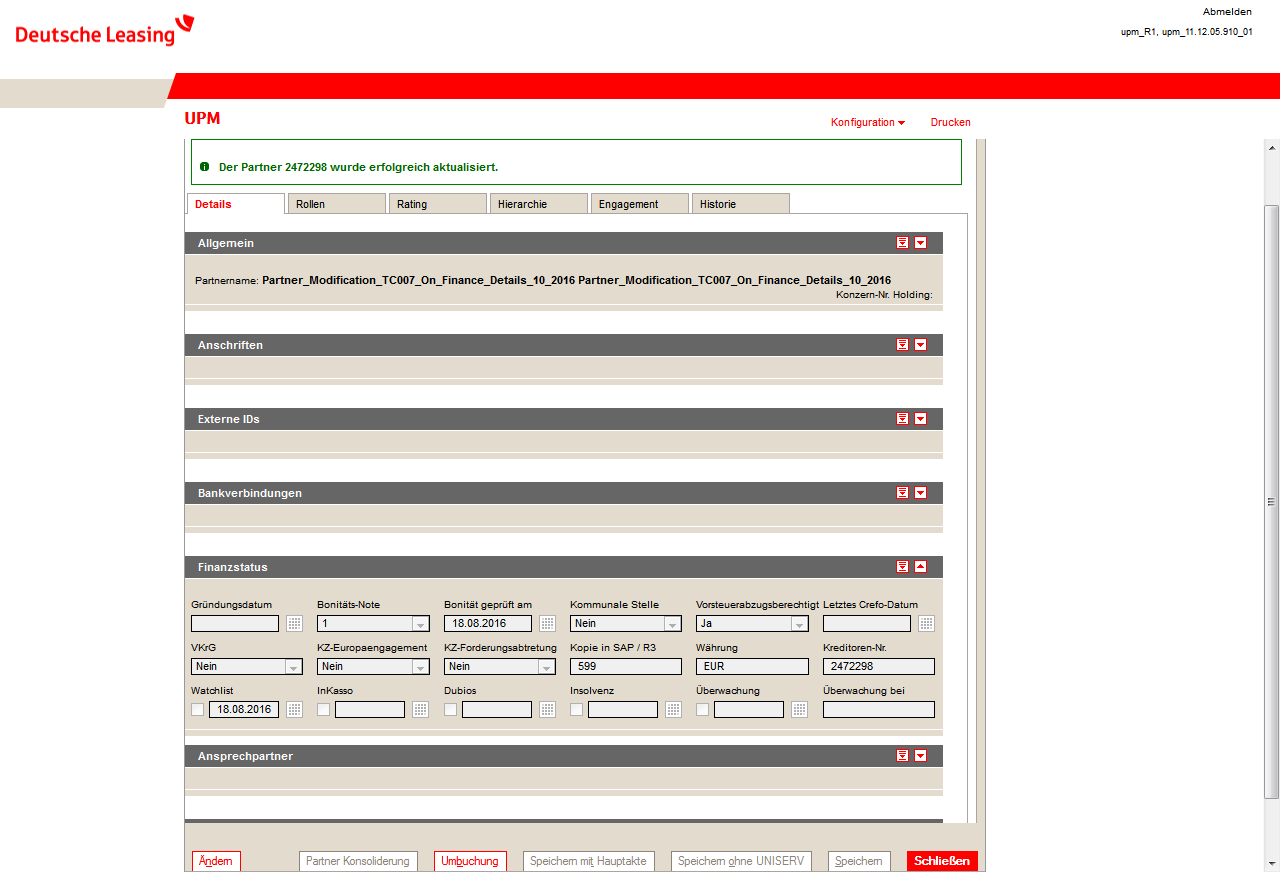 Deutsche Leasing
Abmelden
upm_R1, upm_11.12.05.910_01
UPM
Konfiguration
Drucken
Der Partner 2472298 wurde erfolgreich aktualisiert.
Details Rollen Rating Hierarchie Engagement Historie
Allgemein
Partnername: Partner_Modification_TC007_On_Finance_Details_10_2016 Partner_Modification_TC007_On_Finance_Details_10_2016
Konzern-Nr. Holding:
Anschriften
Externe IDs
Bankverbindungen
Finanzstatus
Gründungsdatum Bonitäts-Note Bonität geprüft am Kommunale Stelle Vorsteuerabzugsberechtigt Letztes Crefo-Datum
1 18.08.2016 Nein Ja
VKrG KZ-Europaengagement KZ-Forderungsabtretung Kopie in SAP / R3 Währung Kreditoren-Nr.
Nein Nein Nein 599 EUR 2472298
Watchlist InKasso Dubios Insolvenz Überwachung Überwachung bei
18.08.2016
Ansprechpartner
Ändern Partner Konsolidierung Umbuchung Speichern mit Hauptakte Speichern ohne UNISERV Speichern Schließen